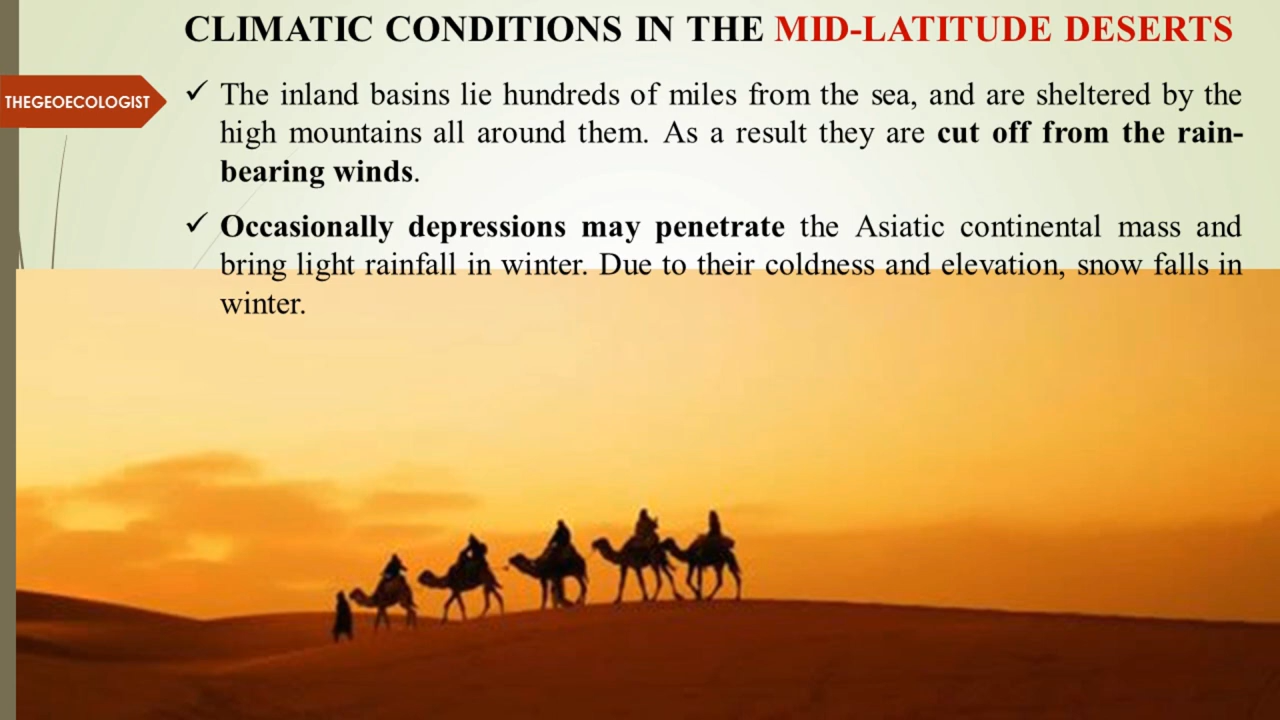 CLIMATIC CONDITIONS IN THE MID-LATITUDE DESERTS
THEGEOECOLOGIST
✓ The inland basins lie hundreds of miles from the sea, and are sheltered by the
high mountains all around them. As a result they are cut off from the rain-
bearing winds.
✓ Occasionally depressions may penetrate the Asiatic continental mass and
bring light rainfall in winter. Due to their coldness and elevation, snow falls in
winter.